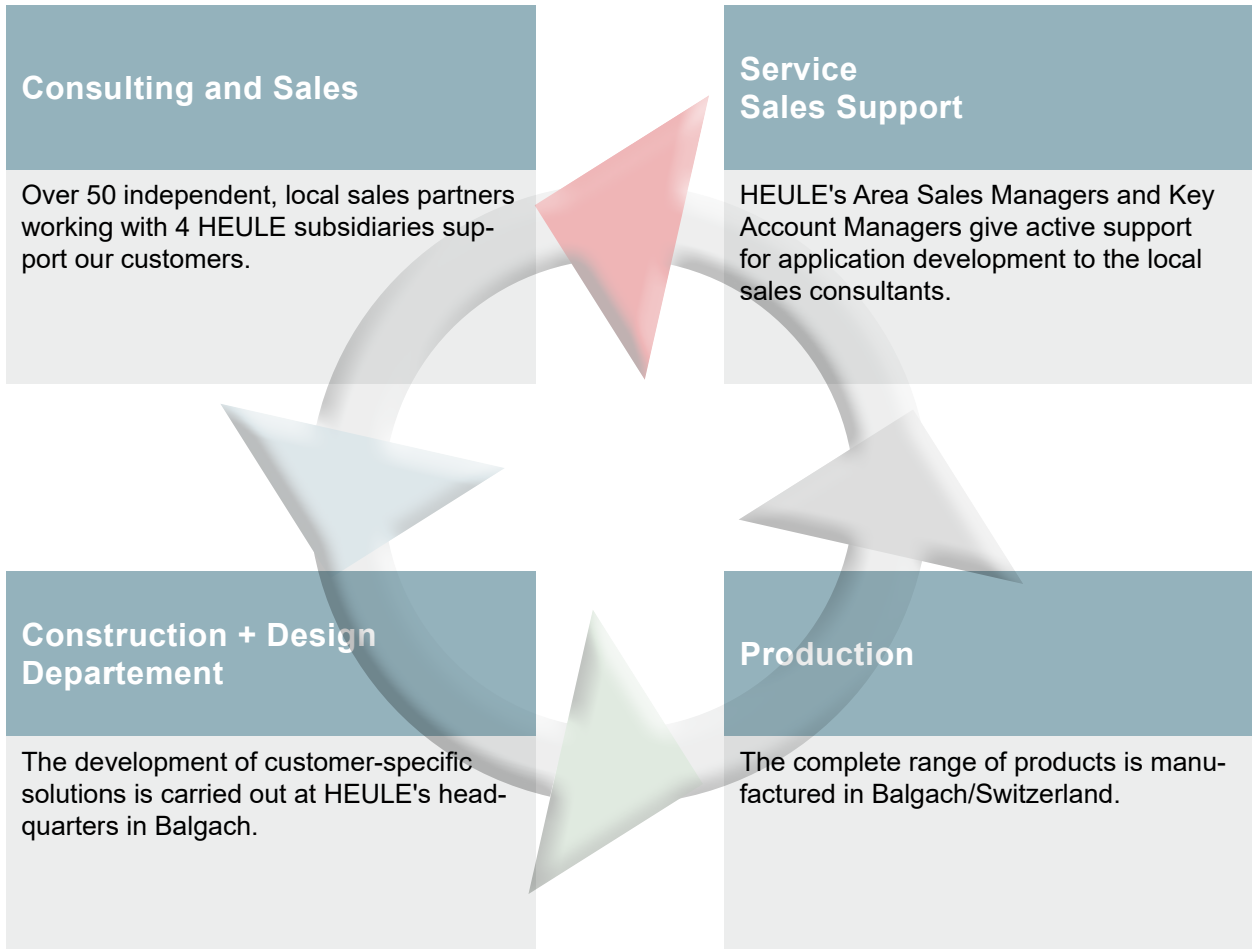 Consulting and Sales
Over 50 independent, local sales partners
working with 4 HEULE subsidiaries sup-
port our customers.
Service
Sales Support
HEULE's Area Sales Managers and Key
Account Managers give active support
for application development to the local
sales consultants.
Construction + Design
Departement
The development of customer-specific
solutions is carried out at HEULE's head-
quarters in Balgach.
Production
The complete range of products is manu-
factured in Balgach/Switzerland.